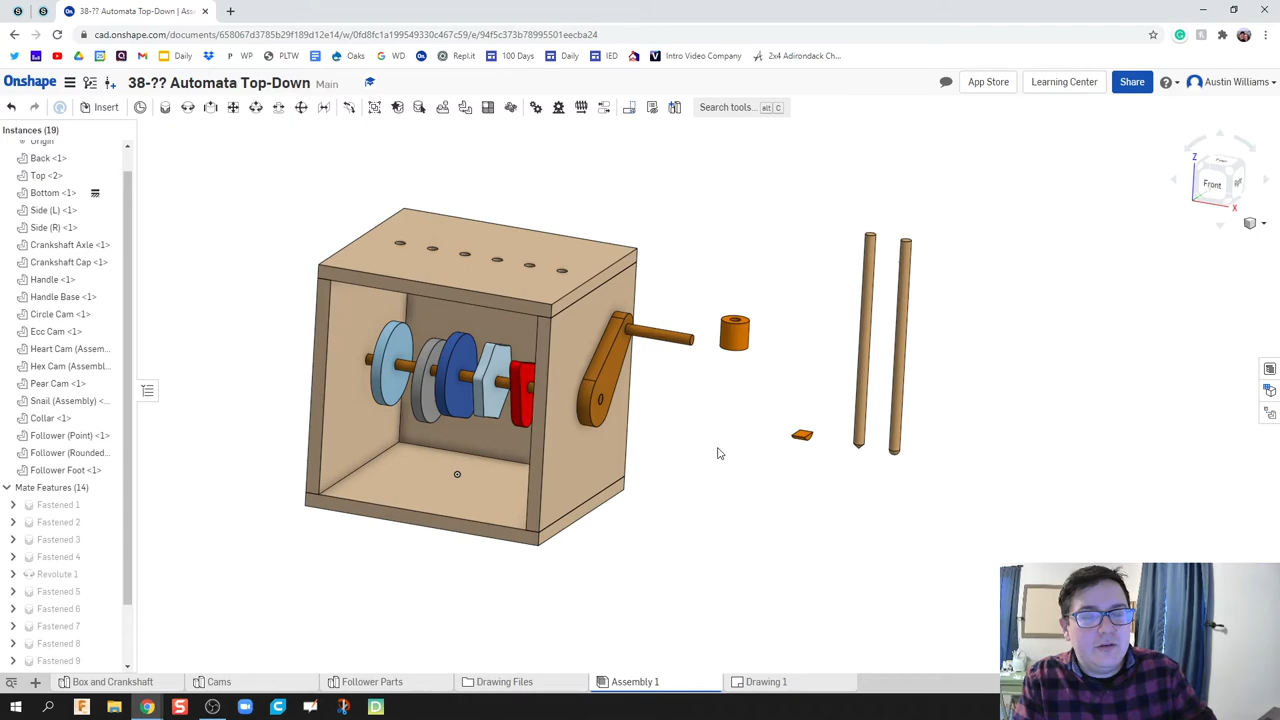 38-?? Automata Top-Down | Asse
cad.onshape.com/documents/658067d3785b29f189d12e14/w/0fd8fc1a199549330c467c59/e/94f5c373b78995501eecba24
Daily
WP
PLTW
Oaks
WD
Repl.it
100 Days
Daily
IED
Intro Video Company
2x4 Adirondack Ch...
Onshape
38-?? Automata Top-Down
Main
App Store
Learning Center
Share
Austin Williams
Insert
Search tools...
alt
C
Instances (19)
Origin
Back <1>
Top <2>
Bottom <1>
Side (L) <1>
Side (R) <1>
Crankshaft Axle <1>
Crankshaft Cap <1>
Handle <1>
Handle Base <1>
Circle Cam <1>
Ecc Cam <1>
Heart Cam (Assem...
Hex Cam (Assembl...
Pear Cam <1>
Snail (Assembly) <...
Collar <1>
Follower (Point) <1>
Follower (Rounded...
Follower Foot <1>
Mate Features (14)
Fastened 1
Fastened 2
Fastened 3
Fastened 4
Revolute 1
Fastened 5
Fastened 6
Fastened 7
Fastened 8
Fastened 9
Z
Front
X
Box and Crankshaft
Cams
Follower Parts
Drawing Files
Assembly 1
Drawing 1